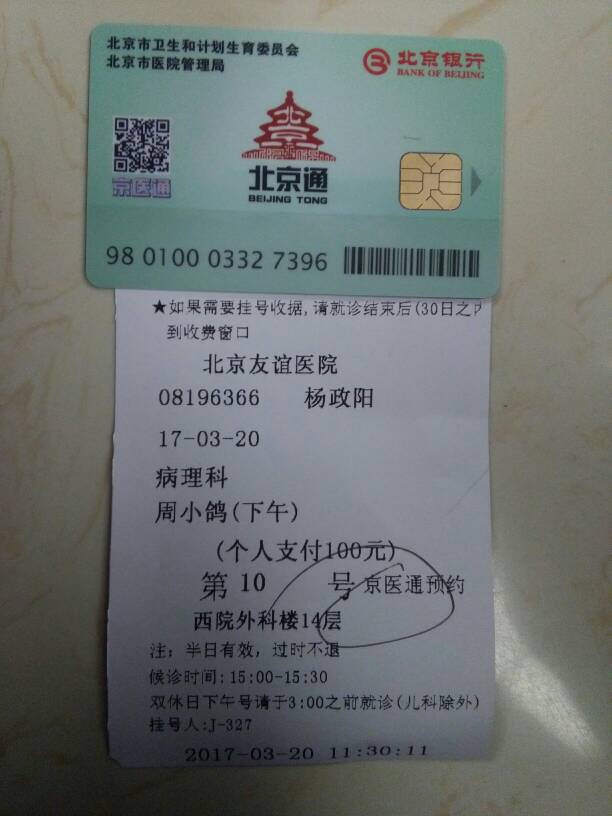 北京市卫生和计划生育委员会
北京市医院管理局
北京银行
BANK OF BEIJING
京医通
北京
北京通
BEIJING TONG
98 0100 0332 7396
★如果需要挂号收据,请就诊结束后(30日之内
到收费窗口
北京友谊医院
08196366 杨政阳
17-03-20
病理科
周小鸽(下午)
(个人支付100元)
第10 号 京医通预约
西院外科楼14层
注: 半日有效, 过时不退
候诊时间:15:00-15:30
双休日下午号请于3:00之前就诊(儿科除外)
挂号人:J-327
2017-03-20 11:30:11